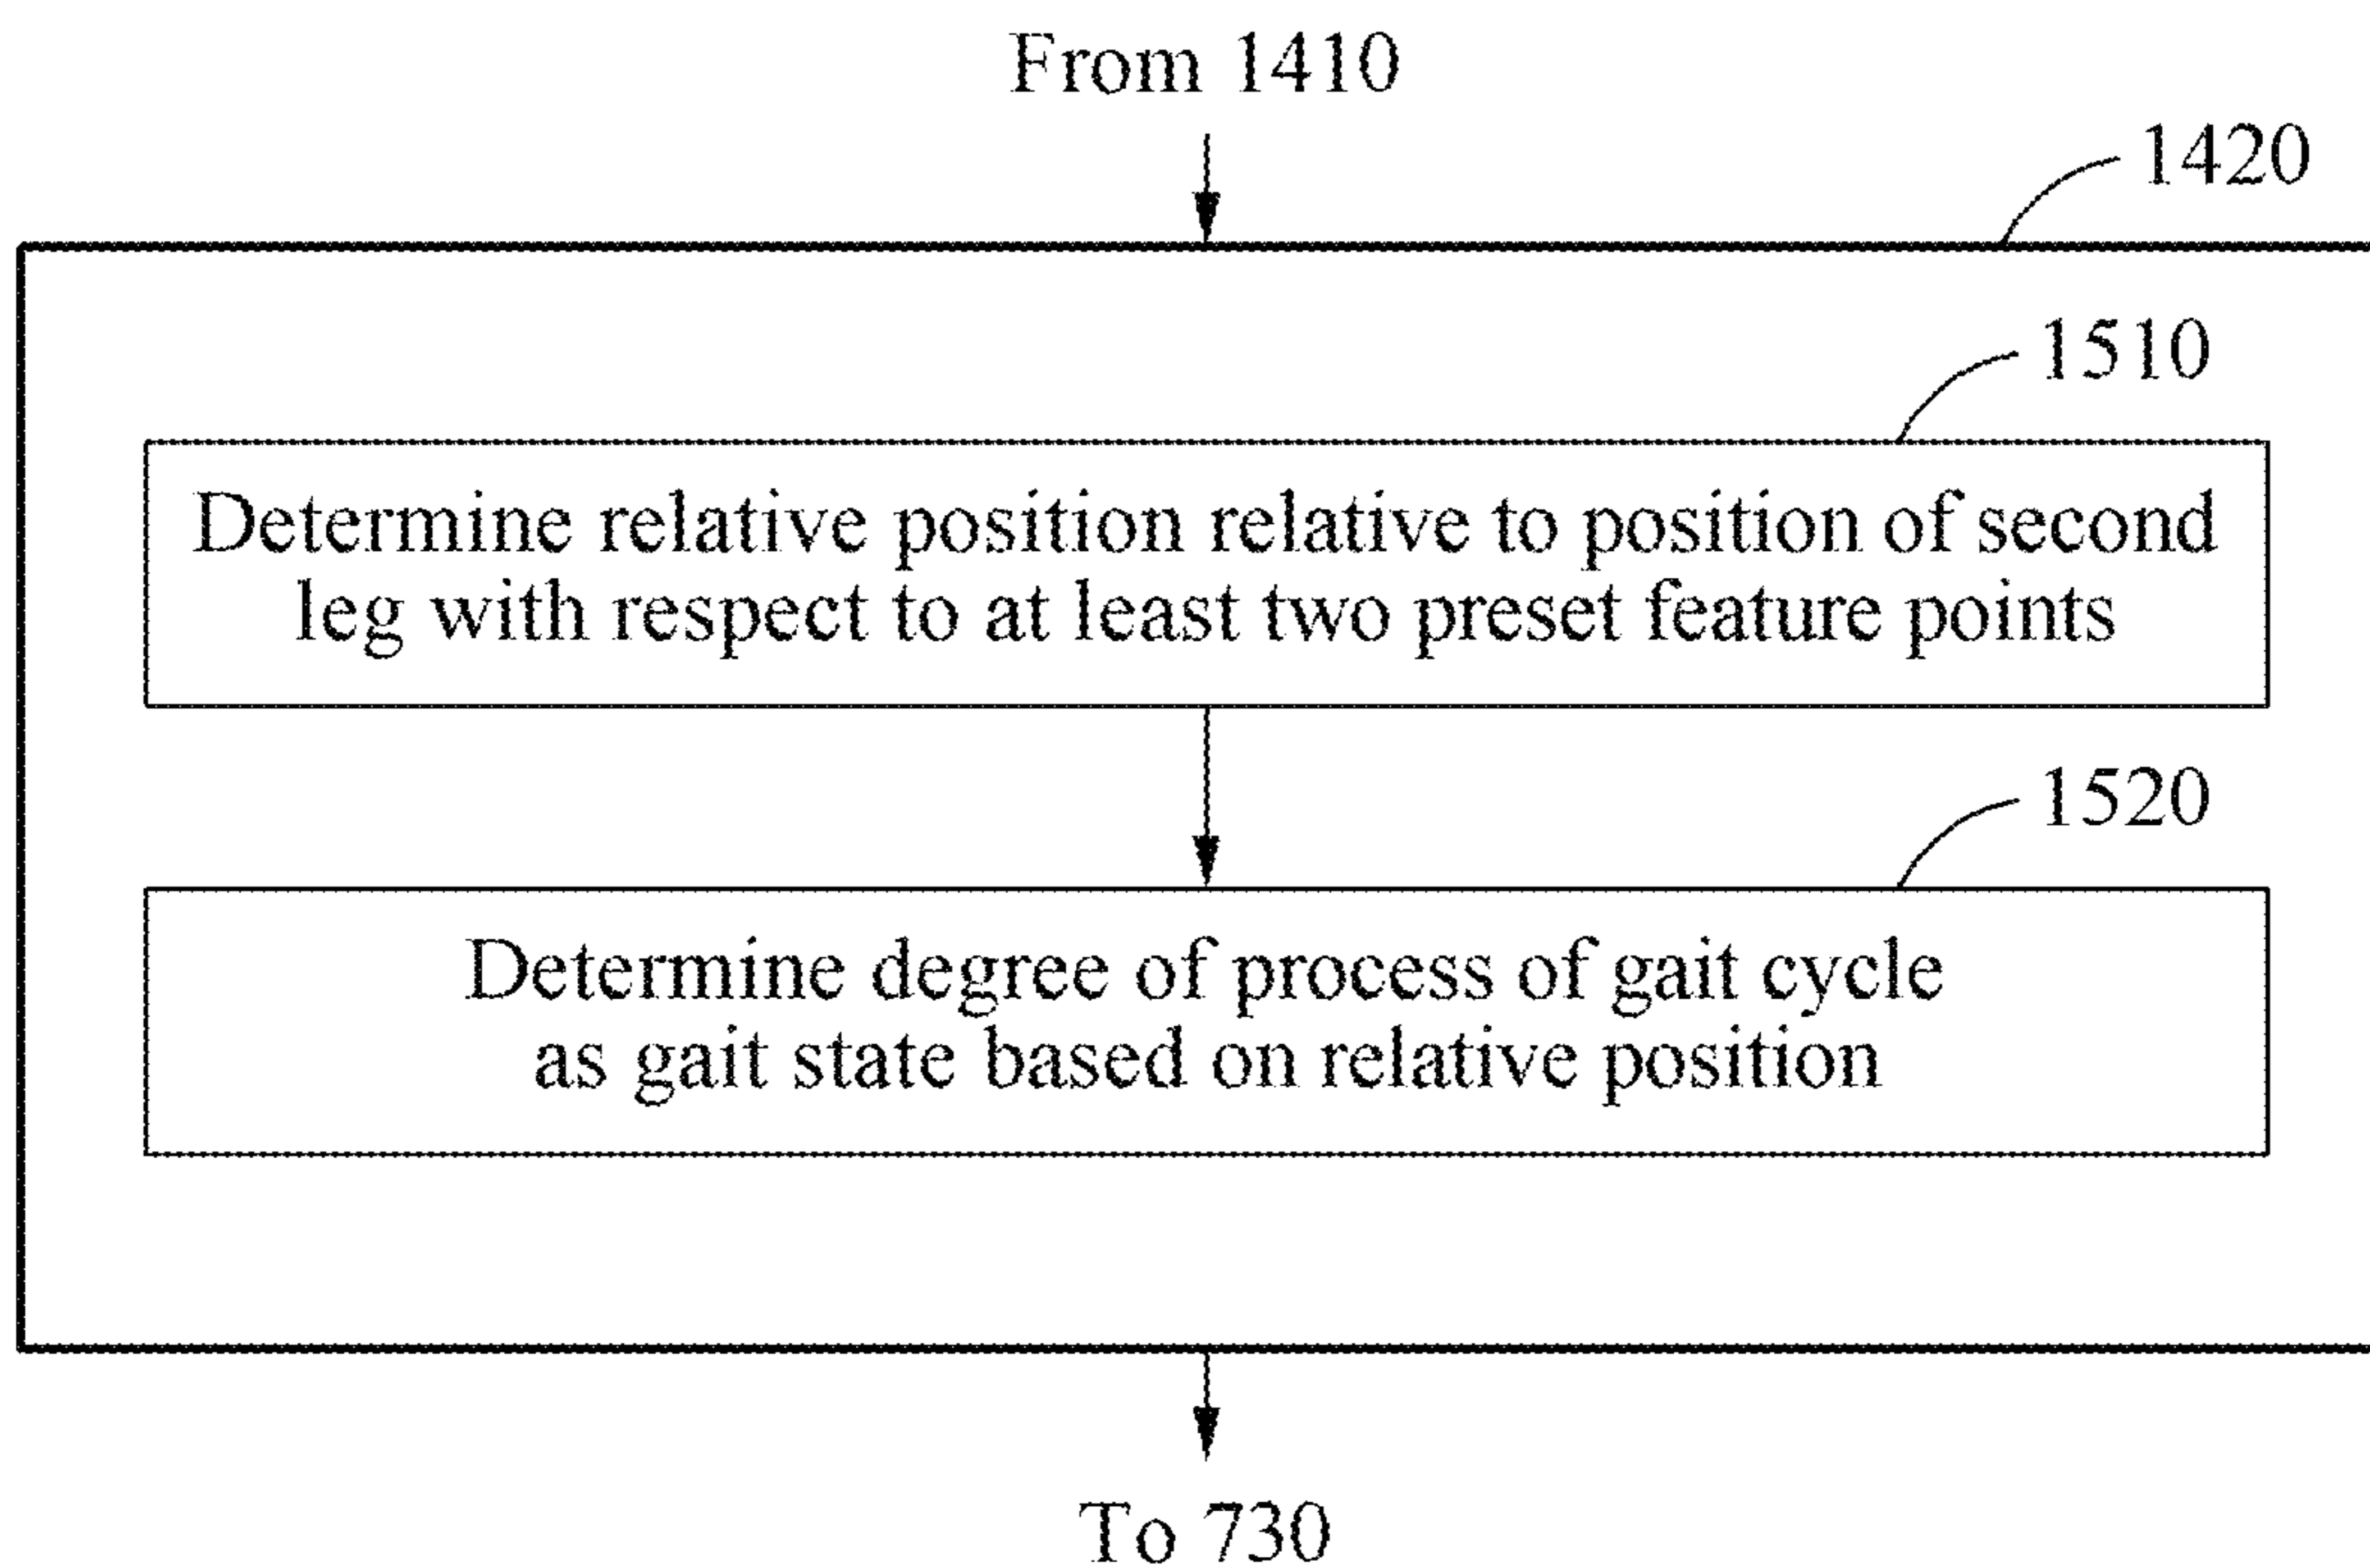 From 1410
1420
1510
Determine relative position relative to position of second
leg with respect to at least two preset feature points
1520
Determine degree of process of gait cycle
as gait state based on relative position
To 730